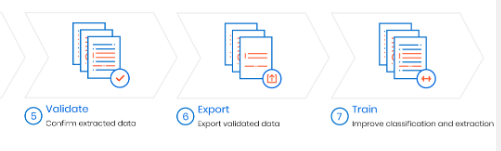 5 Validate
Confirm extracted data
6 Export
Export validated data
7 Train
Improve classification and extraction